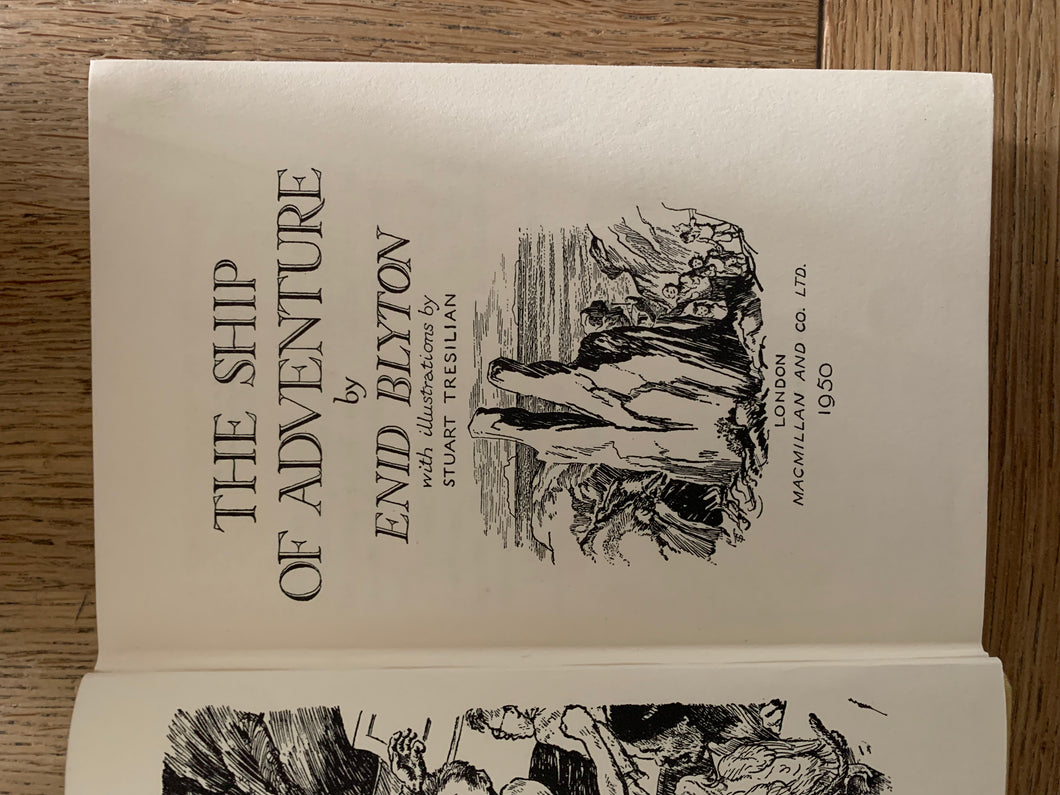 THE SHIP
OF ADVENTURE
by
ENID BLYTON
with illustrations by
STUART TRESILIAN
LONDON
MACMILLAN AND CO. LTD.
1950